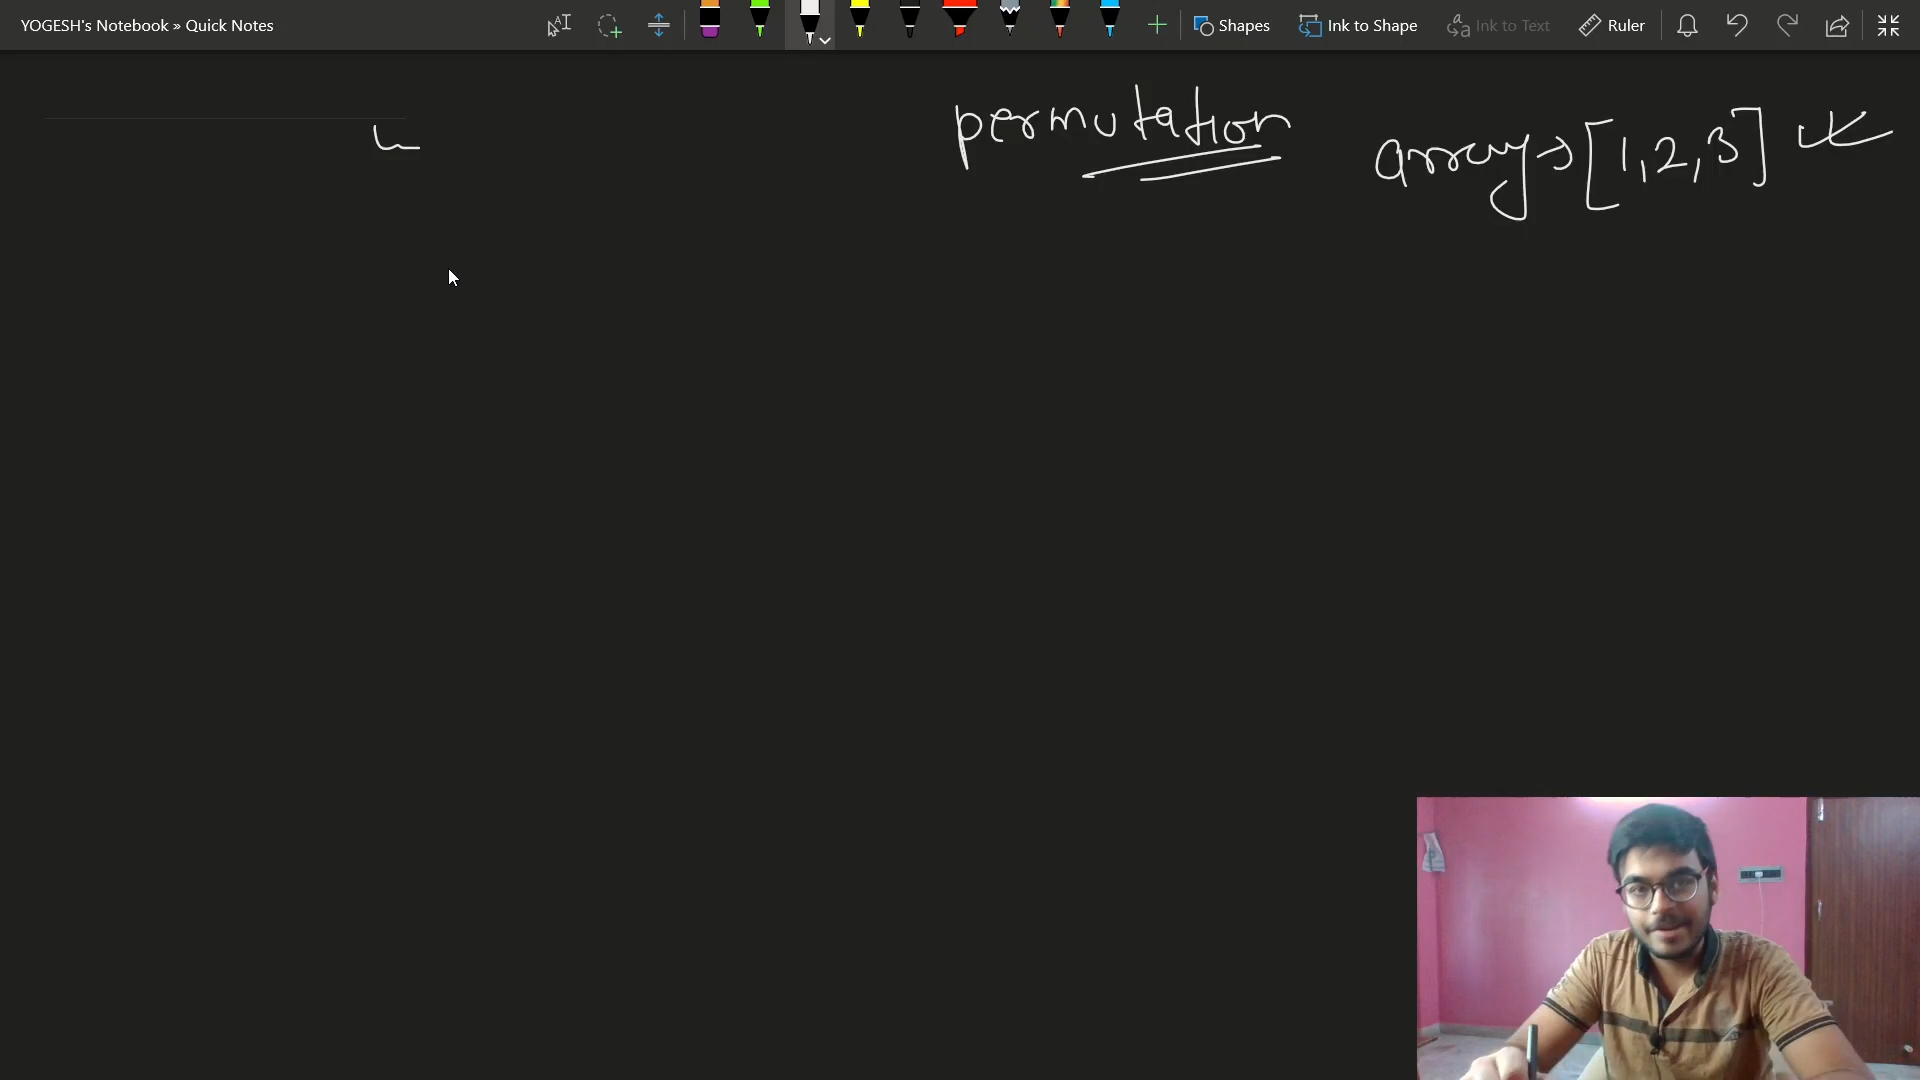 YOGESH's Notebook » Quick Notes
Shapes
Ink to Shape
Ink to Text
Ruler
permutation
array→[1,2,3]